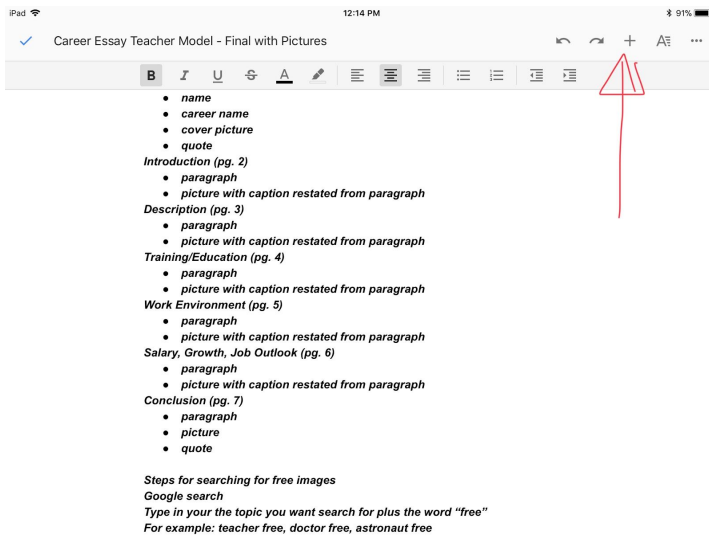 iPad 12:14 PM 91%
Career Essay Teacher Model - Final with Pictures
B I U S A
● name
● career name
● cover picture
● quote
Introduction (pg. 2)
● paragraph
● picture with caption restated from paragraph
Description (pg. 3)
● paragraph
● picture with caption restated from paragraph
Training/Education (pg. 4)
● paragraph
● picture with caption restated from paragraph
Work Environment (pg. 5)
● paragraph
● picture with caption restated from paragraph
Salary, Growth, Job Outlook (pg. 6)
● paragraph
● picture with caption restated from paragraph
Conclusion (pg. 7)
● paragraph
● picture
● quote
Steps for searching for free images
Google search
Type in your the topic you want search for plus the word “free”
For example: teacher free, doctor free, astronaut free